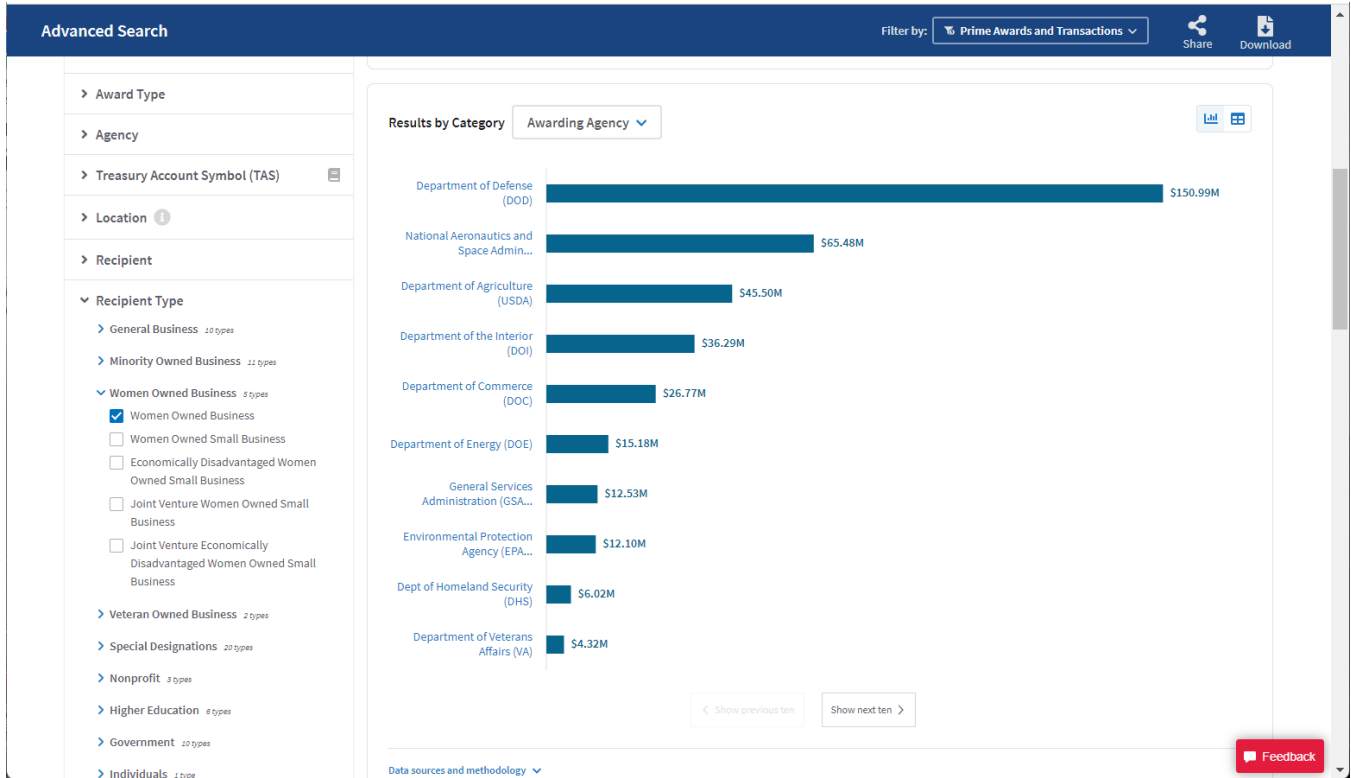 Advanced Search
Filter by:
Prime Awards and Transactions
Share
Download
Award Type
Agency
Treasury Account Symbol (TAS)
Location
Recipient
Recipient Type
General Business 10 types
Minority Owned Business 11 types
Women Owned Business 5 types
Women Owned Business
Women Owned Small Business
Economically Disadvantaged Women
Owned Small Business
Joint Venture Women Owned Small
Business
Joint Venture Economically
Disadvantaged Women Owned Small
Business
Veteran Owned Business 2 types
Special Designations 20 types
Nonprofit 3 types
Higher Education 6 types
Government 10 types
Individuals 1 type
Results by Category
Awarding Agency
Department of Defense
(DOD)
$150.99M
National Aeronautics and
Space Admin...
$65.48M
Department of Agriculture
(USDA)
$45.50M
Department of the Interior
(DOI)
$36.29M
Department of Commerce
(DOC)
$26.77M
Department of Energy (DOE)
$15.18M
General Services
Administration (GSA...
$12.53M
Environmental Protection
Agency (EPA...
$12.10M
Dept of Homeland Security
(DHS)
$6.02M
Department of Veterans
Affairs (VA)
$4.32M
Show previous ten
Show next ten
Data sources and methodology
Feedback